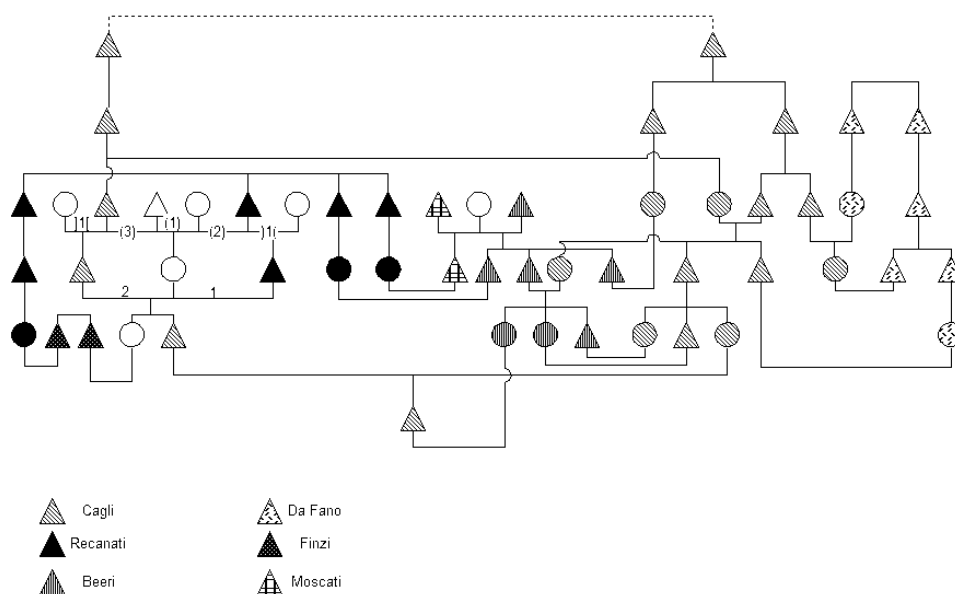 ]1[ (3) (1) (2) )1(
2 1
Cagli Da Fano
Recanati Finzi
Beeri Moscati